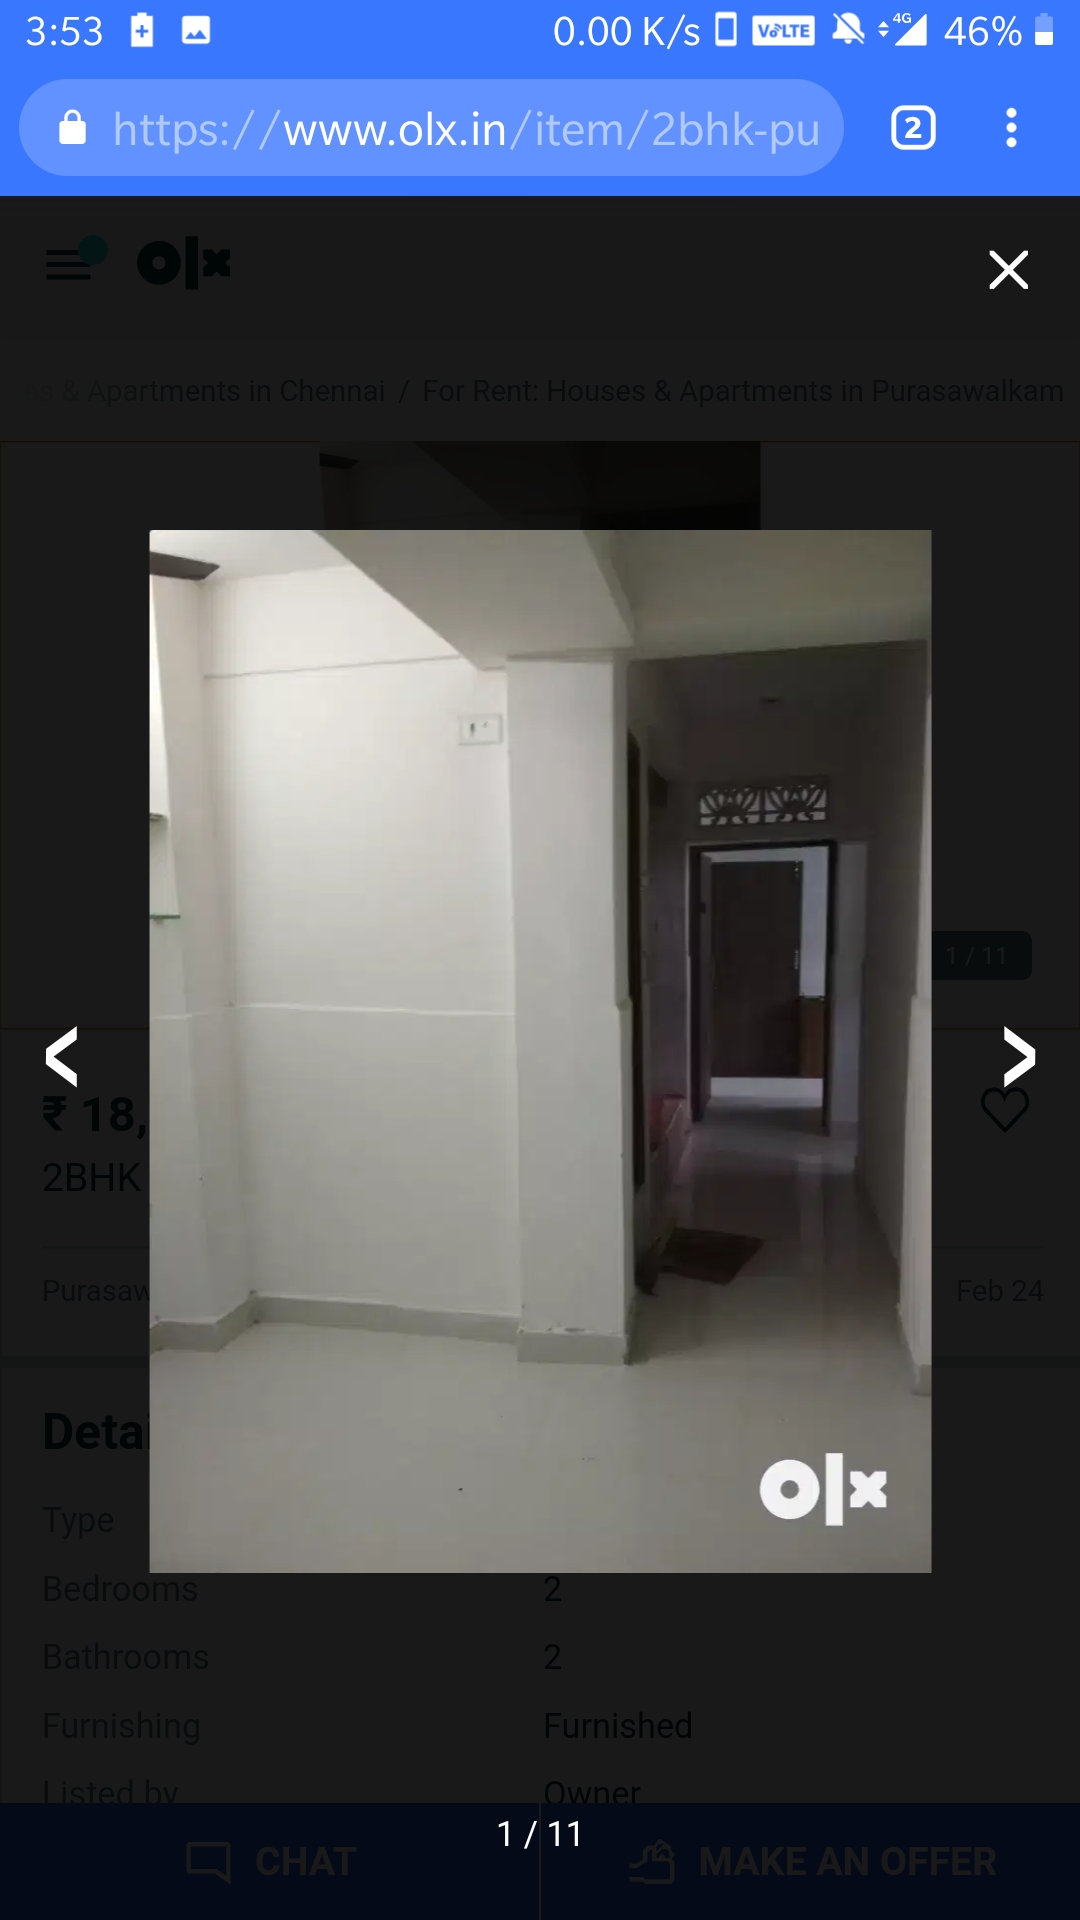 3:53 0.00 K/s VoLTE 4G 46%
https://www.olx.in/item/2bhk-pu 2
olx
es & Apartments in Chennai / For Rent: Houses & Apartments in Purasawalkam
1 / 11
₹ 18,
2BHK
Purasaw Feb 24
Detai
Type
Bedrooms 2
Bathrooms 2
Furnishing Furnished
Listed by Owner
olx
1 / 11
CHAT MAKE AN OFFER